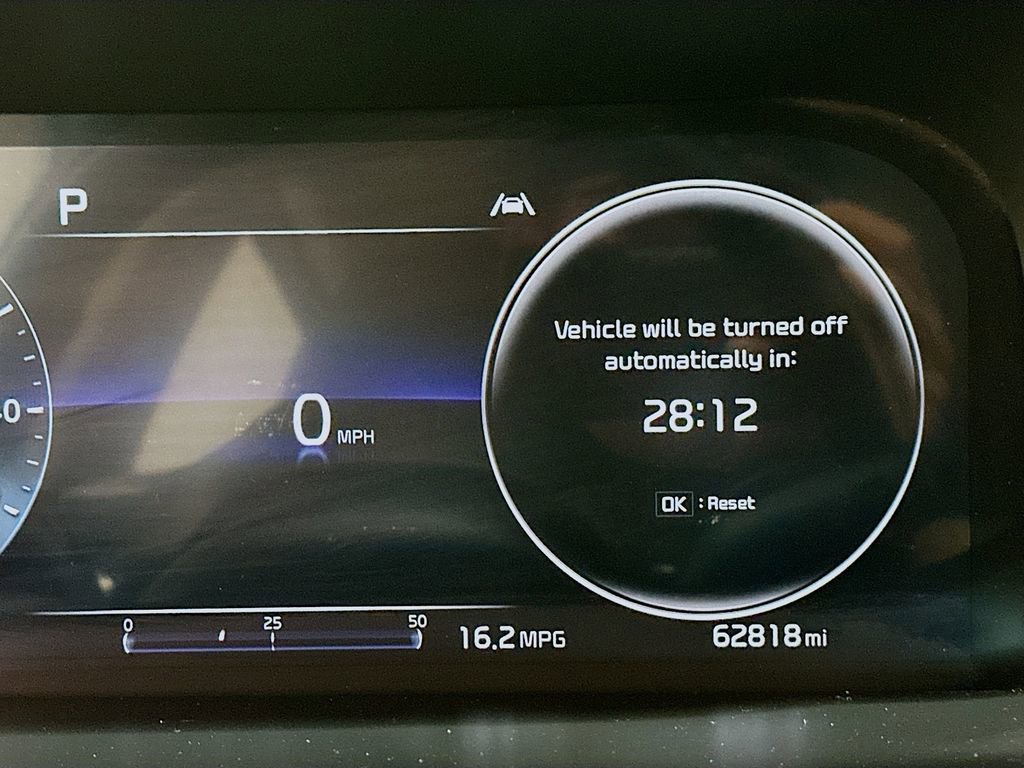 P
0
0 MPH
Vehicle will be turned off
automatically in:
28:12
OK : Reset
0 25 50
16.2 MPG
62818 mi